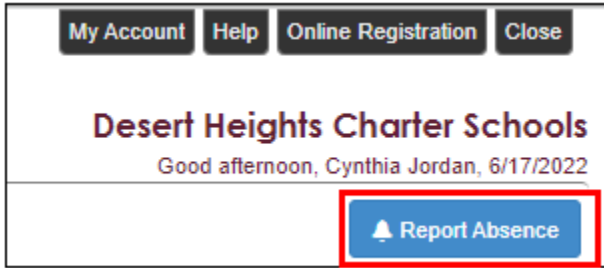 My Account Help Online Registration Close
Desert Heights Charter Schools
Good afternoon, Cynthia Jordan, 6/17/2022
Report Absence